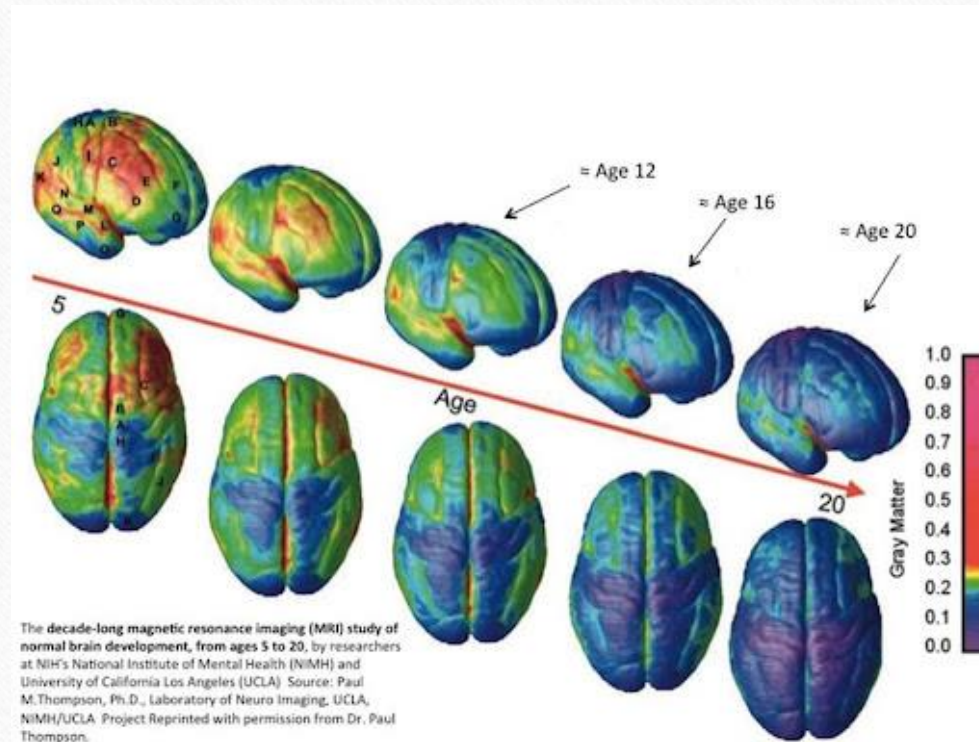 ≈ Age 12
≈ Age 16
≈ Age 20
HA B
J I C
K E
N D F
Q M G
P L
O
5
Age
20
G
C
B
A
H
J
Gray Matter
1.0
0.9
0.8
0.7
0.6
0.5
0.4
0.3
0.2
0.1
0.0
The decade-long magnetic resonance imaging (MRI) study of
normal brain development, from ages 5 to 20, by researchers
at NIH's National Institute of Mental Health (NIMH) and
University of California Los Angeles (UCLA) Source: Paul
M.Thompson, Ph.D., Laboratory of Neuro Imaging, UCLA,
NIMH/UCLA Project Reprinted with permission from Dr. Paul
Thompson.